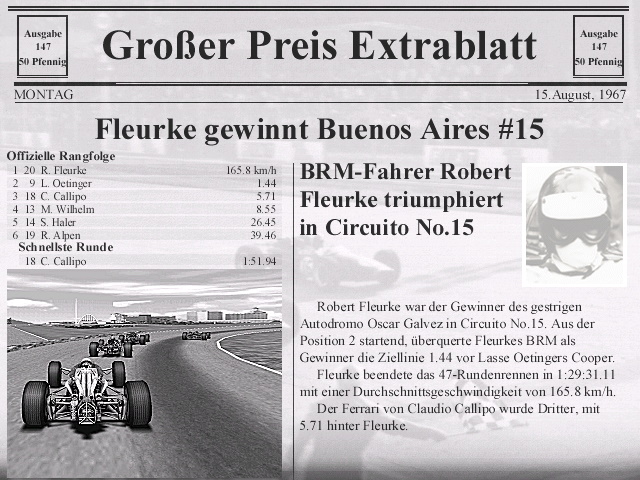 Ausgabe
147
50 Pfennig
Großer Preis Extrablatt
Ausgabe
147
50 Pfennig
MONTAG 15.August, 1967
Fleurke gewinnt Buenos Aires #15
Offizielle Rangfolge
1 20 R. Fleurke 165.8 km/h
2 9 L. Oetinger 1.44
3 18 C. Callipo 5.71
4 13 M. Wilhelm 8.55
5 14 S. Haler 26.45
6 19 R. Alpen 39.46
Schnellste Runde
18 C. Callipo 1:51.94
BRM-Fahrer Robert
Fleurke triumphiert
in Circuito No.15
Robert Fleurke war der Gewinner des gestrigen
Autodromo Oscar Galvez in Circuito No.15. Aus der
Position 2 startend, überquerte Fleurkes BRM als
Gewinner die Ziellinie 1.44 vor Lasse Oetingers Cooper.
Fleurke beendete das 47-Rundenrennen in 1:29:31.11
mit einer Durchschnittsgeschwindigkeit von 165.8 km/h.
Der Ferrari von Claudio Callipo wurde Dritter, mit
5.71 hinter Fleurke.